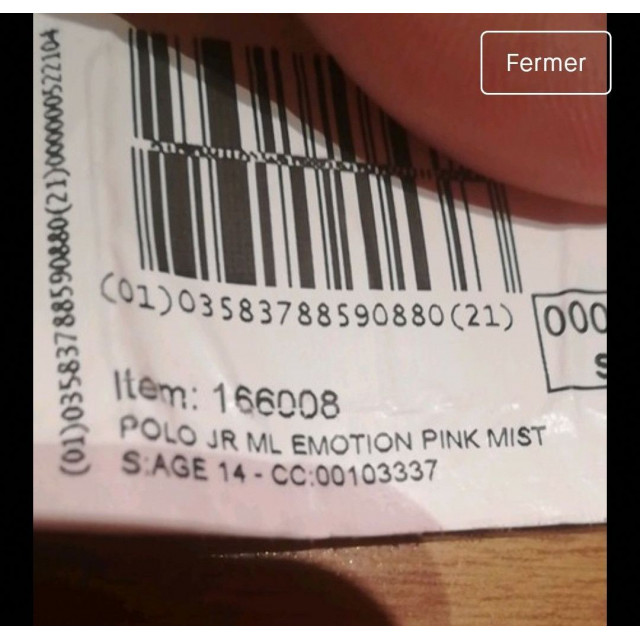 Fermer
(01)03583788590880(21)000000522104
(01)03583788590880(21)
000
S
Item: 166008
POLO JR ML EMOTION PINK MIST
S:AGE 14 - CC:00103337